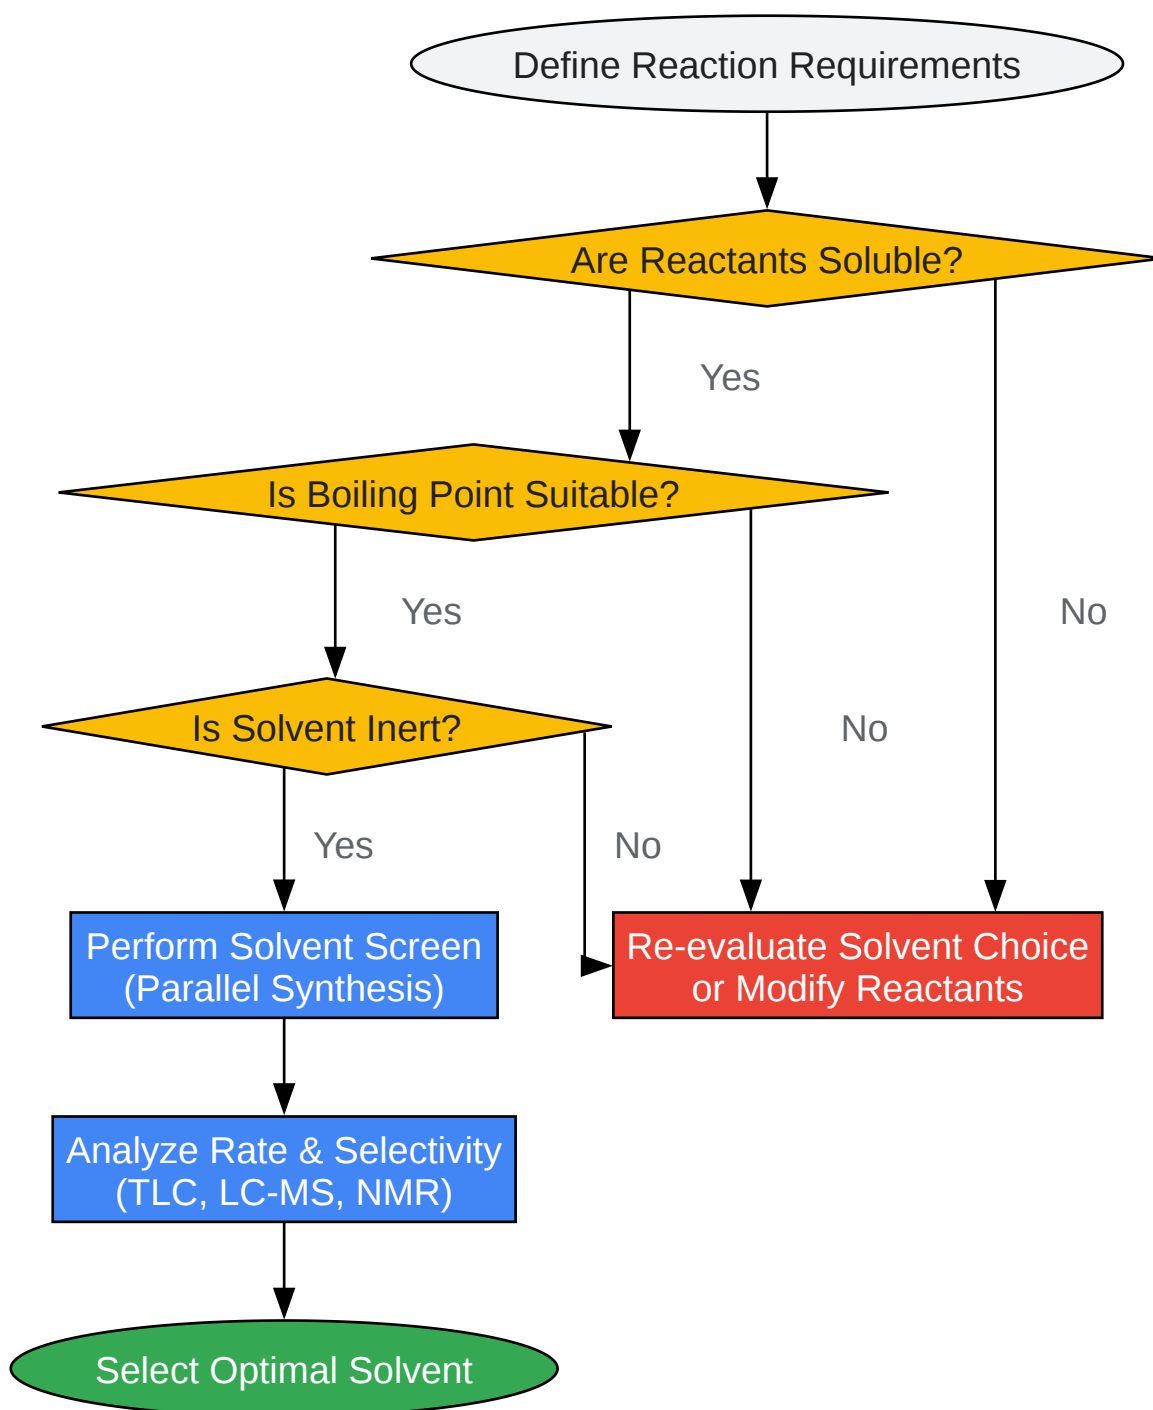 Define Reaction Requirements
Are Reactants Soluble?
Yes
Is Boiling Point Suitable?
Yes
No
Is Solvent Inert?
No
Yes
No
Perform Solvent Screen
(Parallel Synthesis)
Re-evaluate Solvent Choice
or Modify Reactants
Analyze Rate & Selectivity
(TLC, LC-MS, NMR)
Select Optimal Solvent